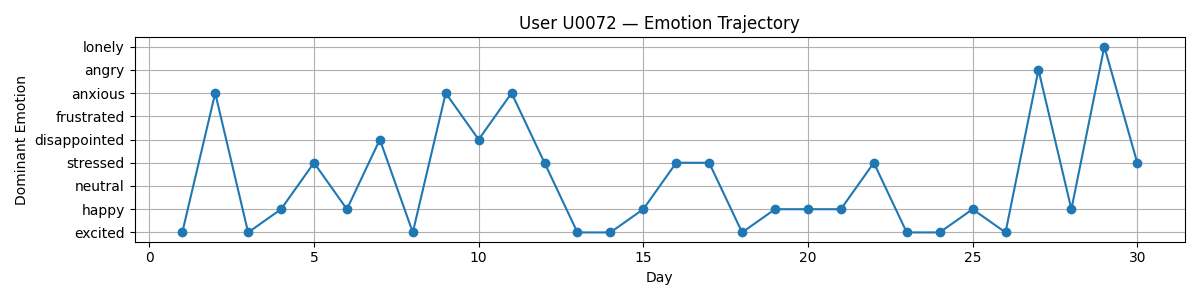 User U0072 — Emotion Trajectory
Dominant Emotion
lonely
angry
anxious
frustrated
disappointed
stressed
neutral
happy
excited
0 5 10 15 20 25 30
Day